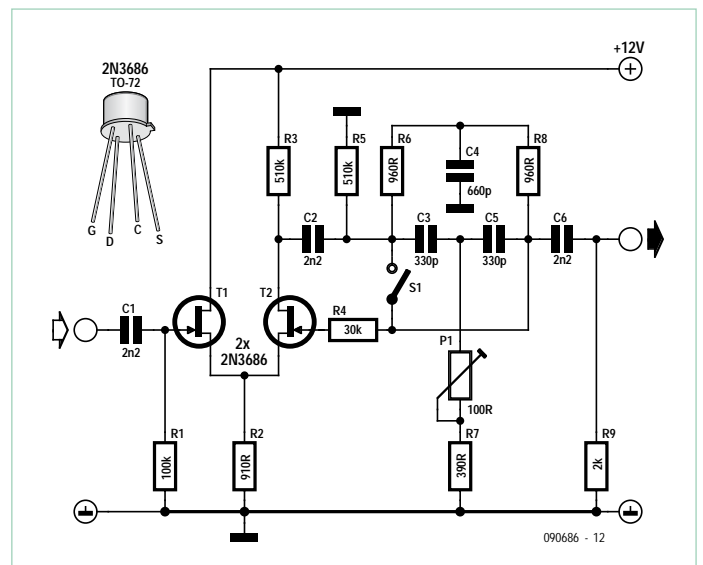 2N3686
TO-72
G
D
C
S
+12V
R3
510k
R5
510k
R6
960R
C4
660p
R8
960R
C2
2n2
C3
330p
C5
330p
C6
2n2
S1
T1
T2
R4
30k
C1
2n2
2x
2N3686
P1
100R
R1
100k
R2
910R
R7
390R
R9
2k
090686 - 12